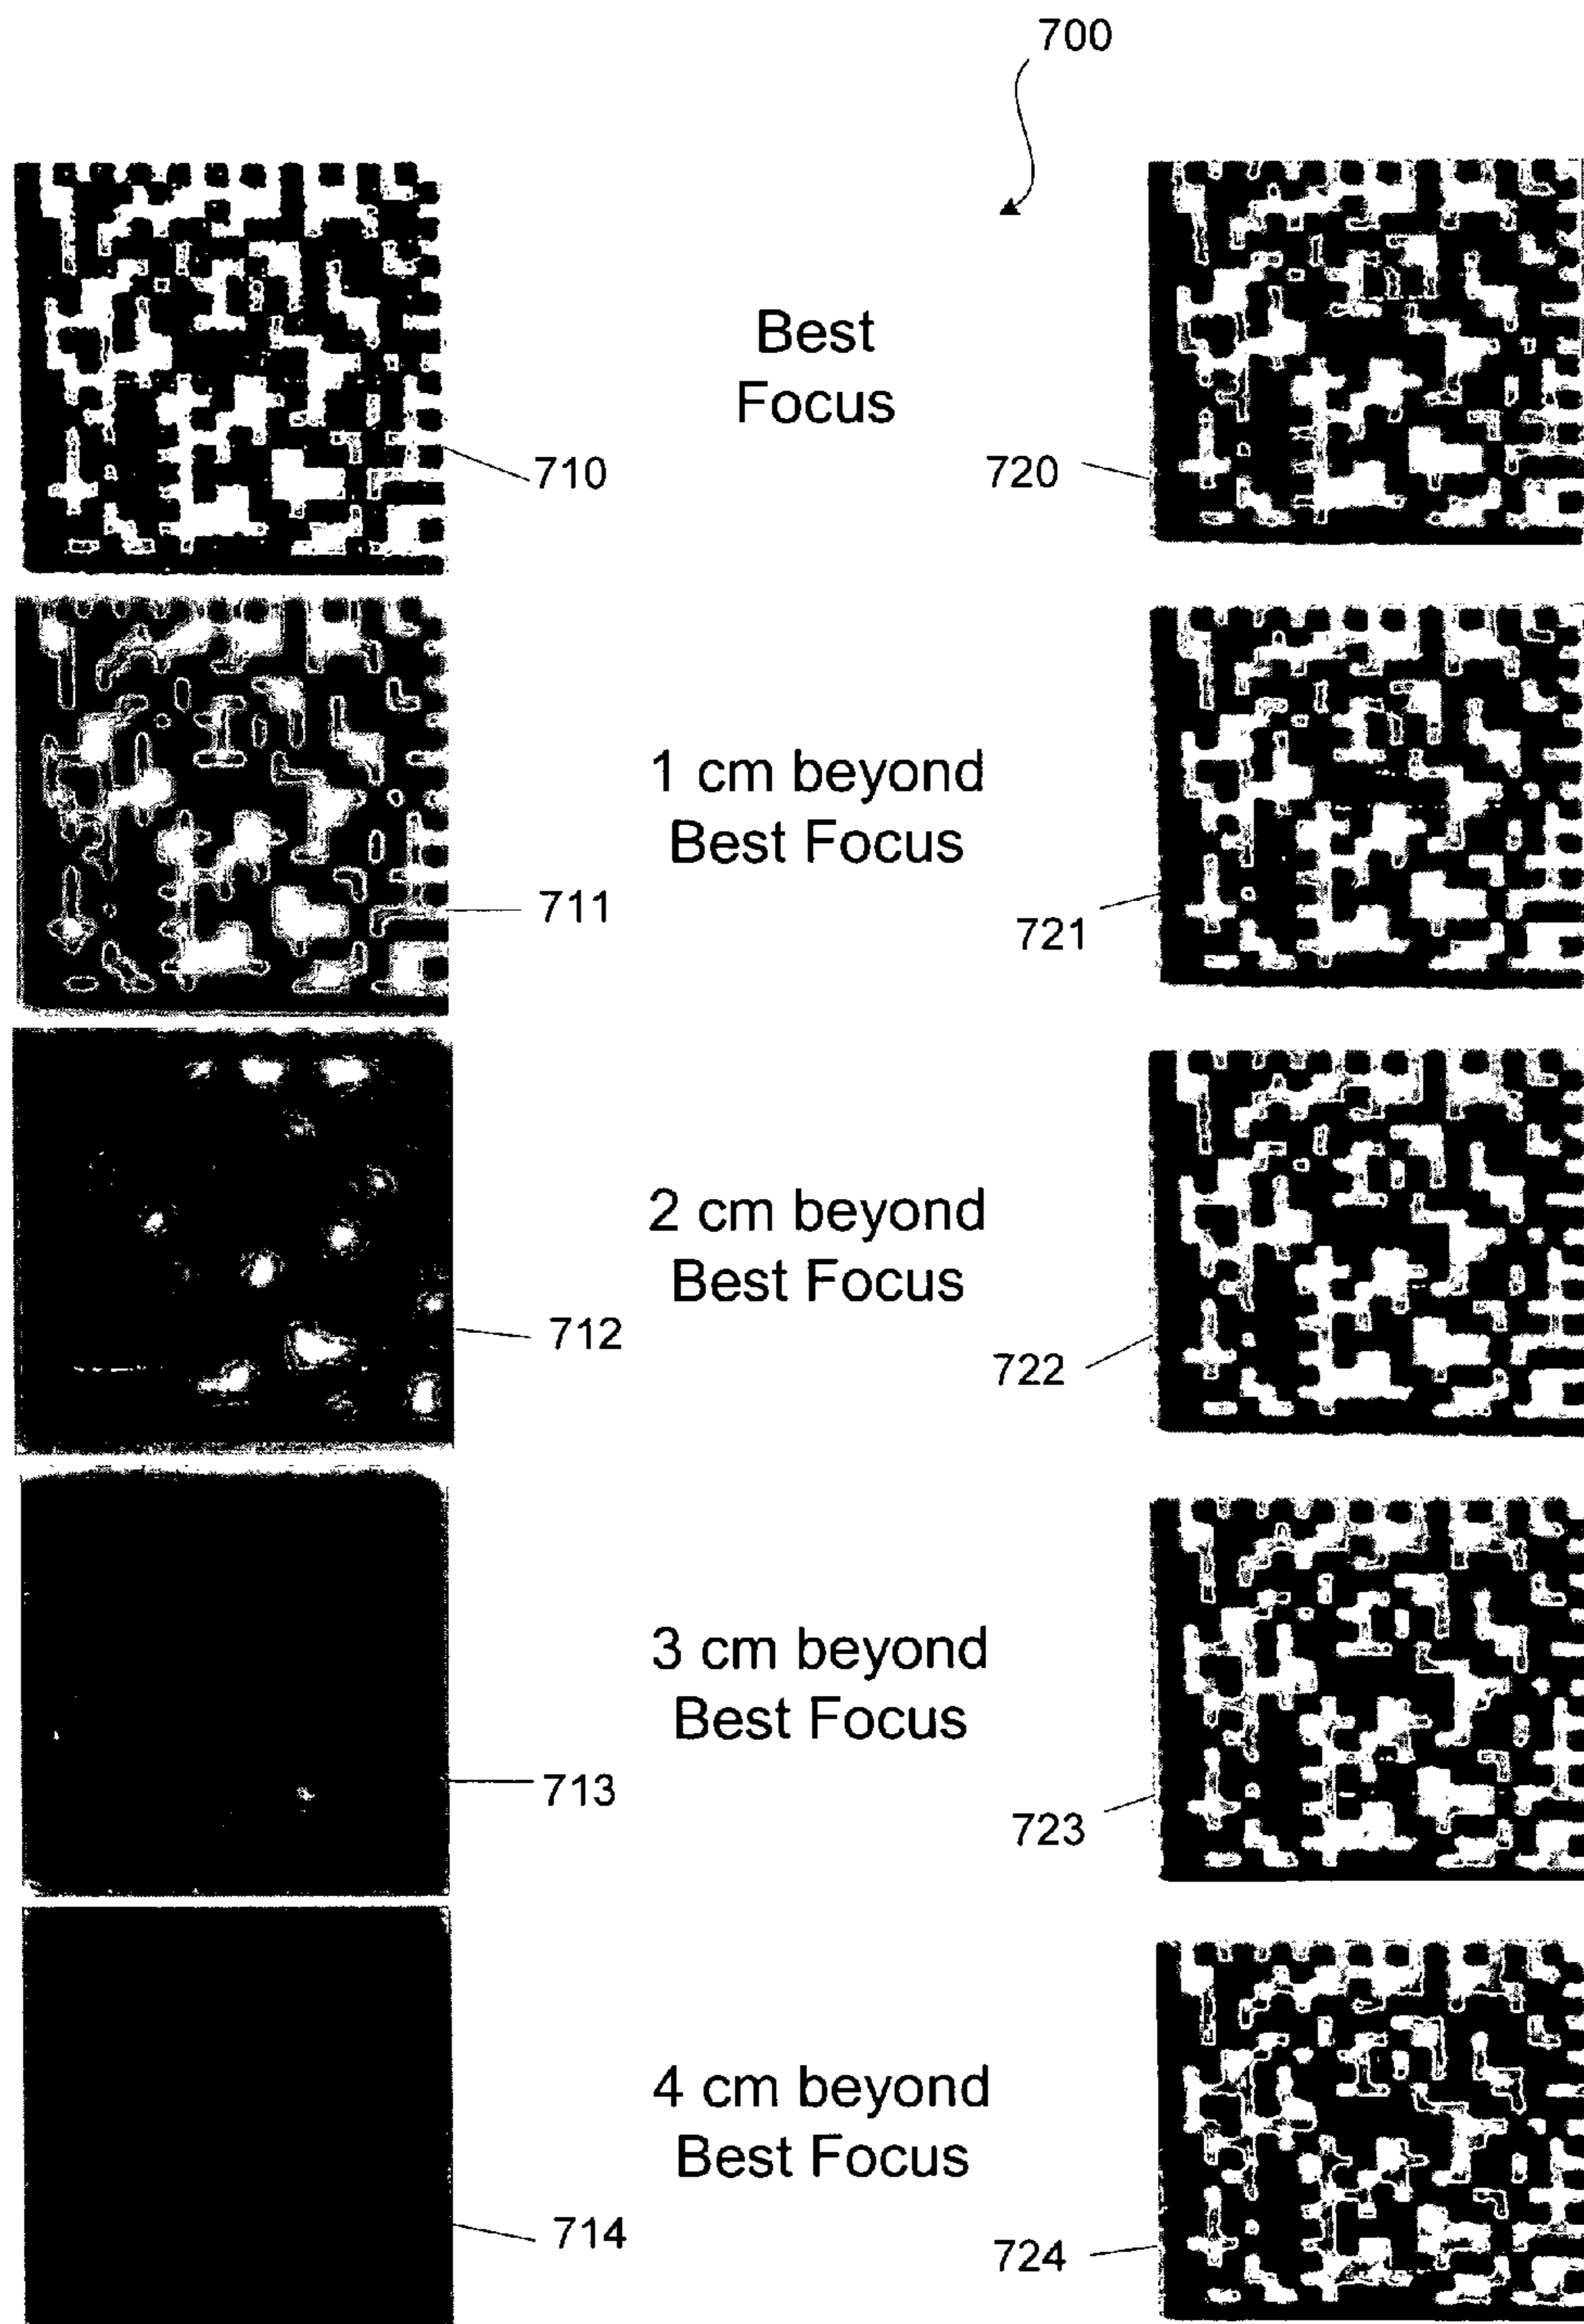 700
Best
Focus
710
720
1 cm beyond
Best Focus
711
721
2 cm beyond
Best Focus
712
722
3 cm beyond
Best Focus
713
723
4 cm beyond
Best Focus
714
724